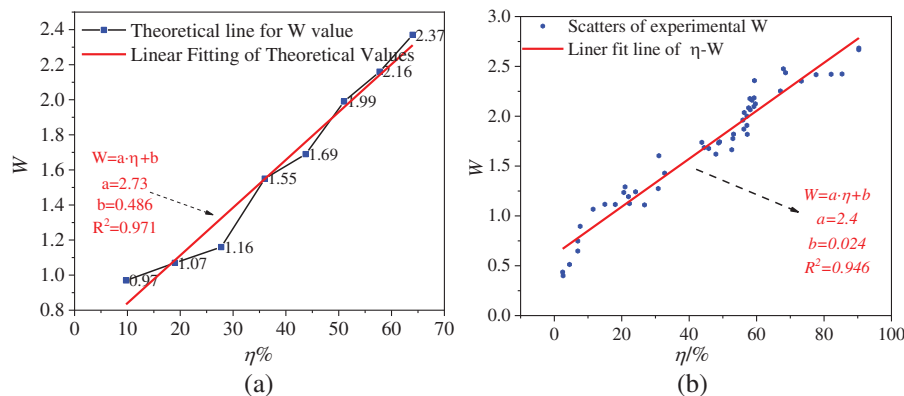 2.4
2.2
2.0
1.8
1.6
1.4
1.2
1.0
0.8
W
Theoretical line for W value
Linear Fitting of Theoretical Values
2.37
2.16
1.99
1.69
1.55
1.16
1.07
0.97
W=a·η+b
a=2.73
b=0.486
R²=0.971
0 10 20 30 40 50 60 70
η%
(a)
3.0
2.5
2.0
1.5
1.0
0.5
0.0
W
Scatters of experimental W
Liner fit line of η-W
W=a·η+b
a=2.4
b=0.024
R²=0.946
0 20 40 60 80 100
η/%
(b)